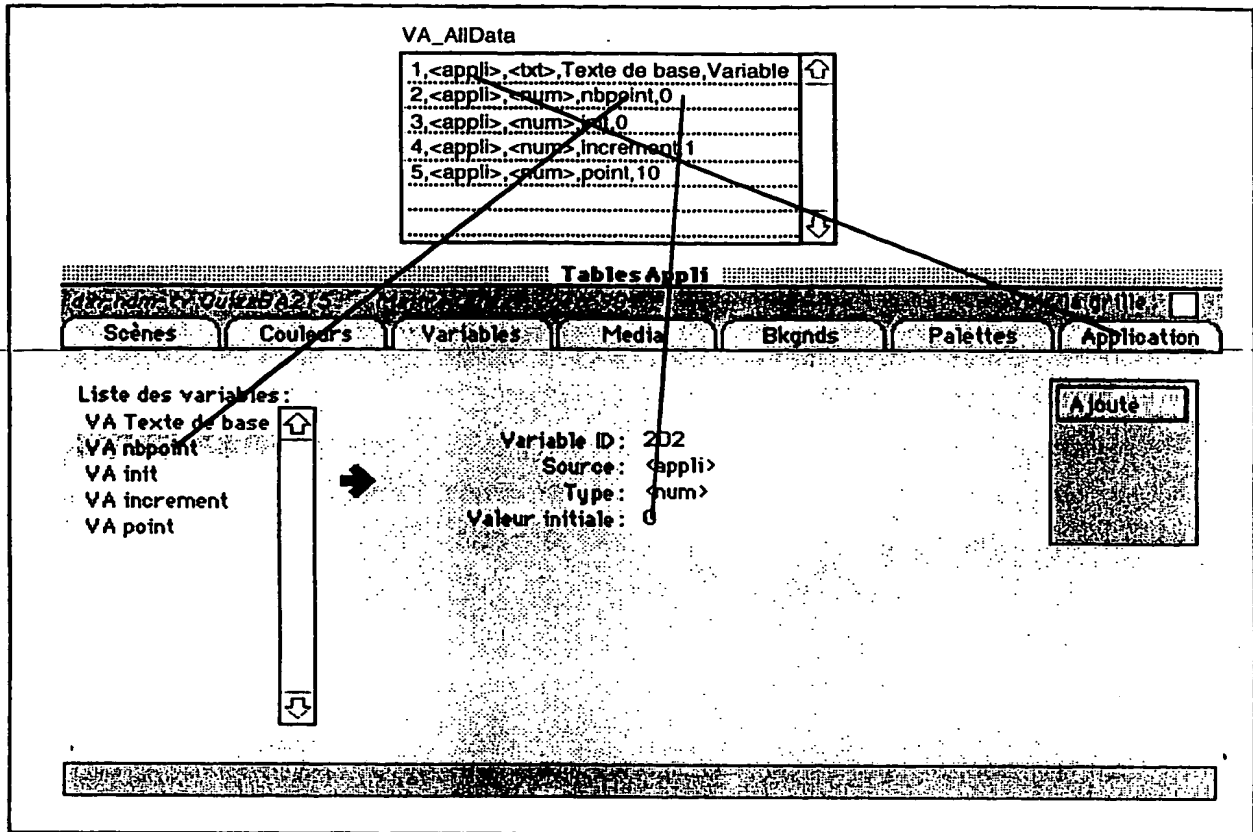 VA_AllData
1,<appli>,<txt>,Texte de base,Variable
2,<appli>,<num>,nbpoint,0
3,<appli>,<num>,init,0
4,<appli>,<num>,increment,1
5,<appli>,<num>,point,10
TablesAppli
grille
Scènes Couleurs Variables Media Bkgnds Palettes Application
Liste des variables:
VA Texte de base
VA nbpoint
VA init
VA increment
VA point
Variable ID: 202
Source: <appli>
Type: <num>
Valeur initiale: 0
Ajouté